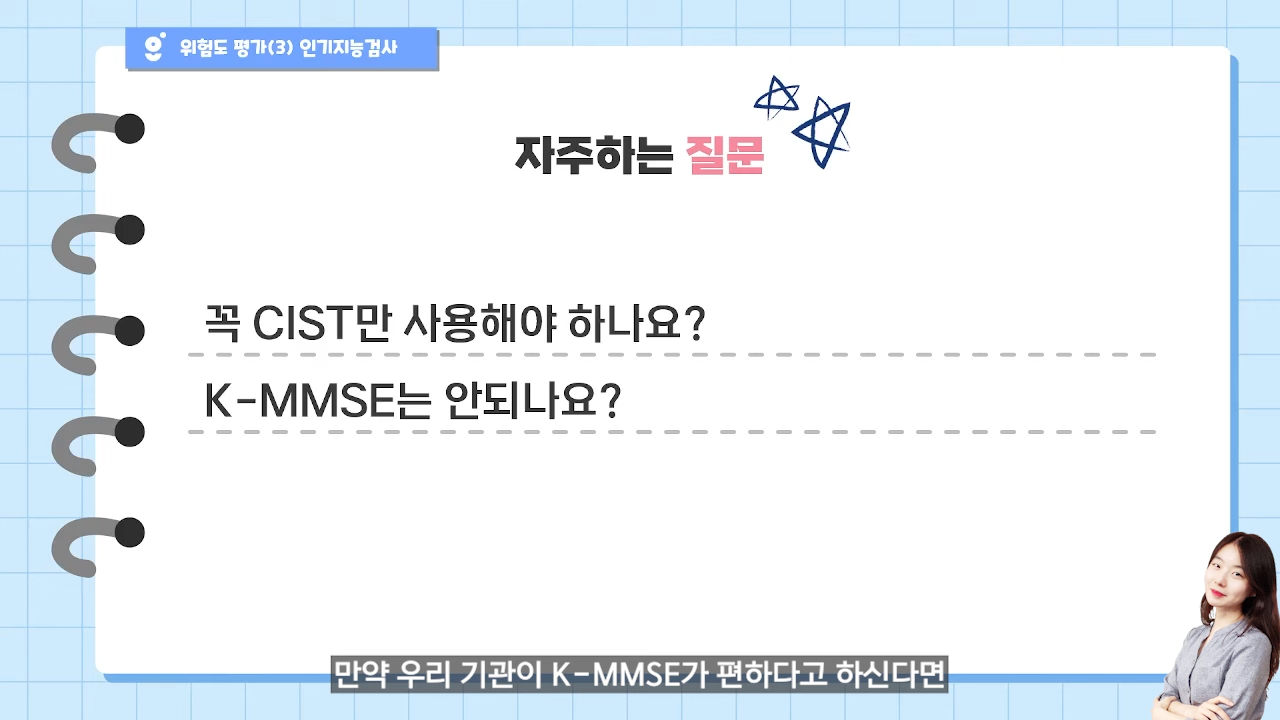 위험도 평가(3) 인기지능검사
자주하는 질문
꼭 CIST만 사용해야 하나요?
K-MMSE는 안되나요?
만약 우리 기관이 K-MMSE가 편하다고 하신다면